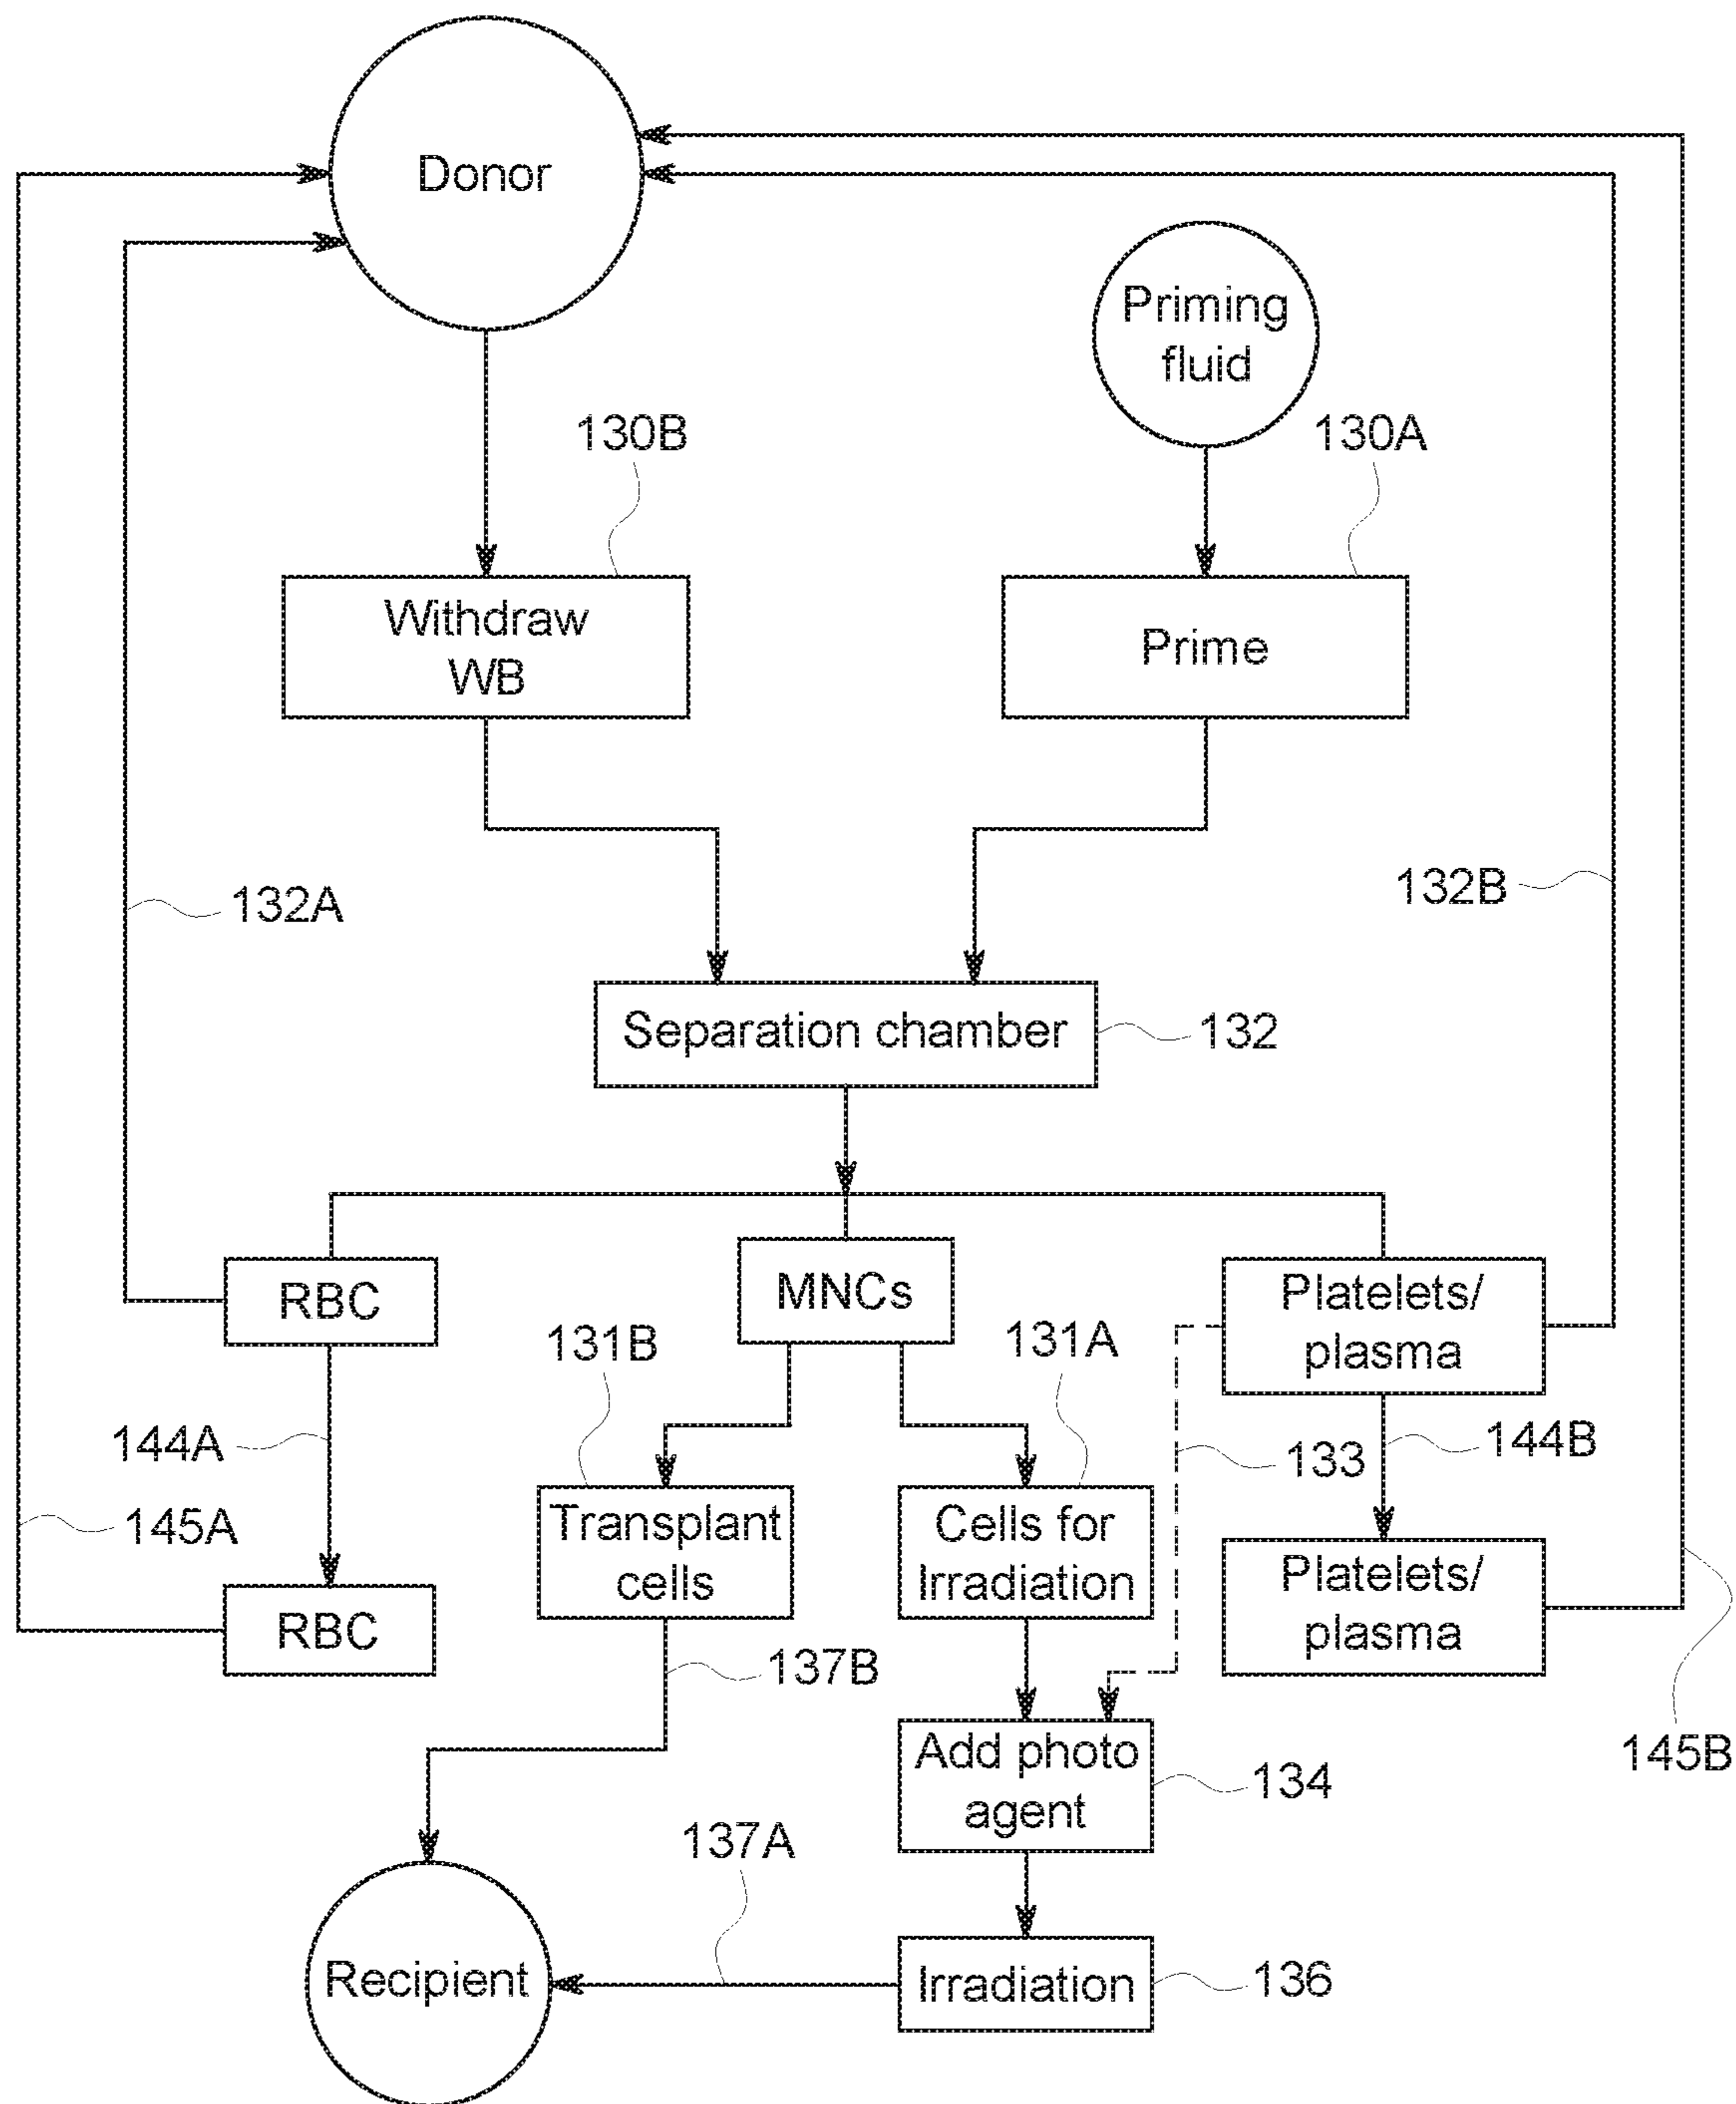 Donor
Priming
fluid
130B
130A
Withdraw
WB
Prime
132A
132B
Separation chamber
132
RBC
MNCs
Platelets/
plasma
131B
131A
144A
133
144B
145A
Transplant
cells
Cells for
Irradiation
Platelets/
plasma
RBC
137B
145B
Add photo
agent
134
137A
Recipient
Irradiation
136